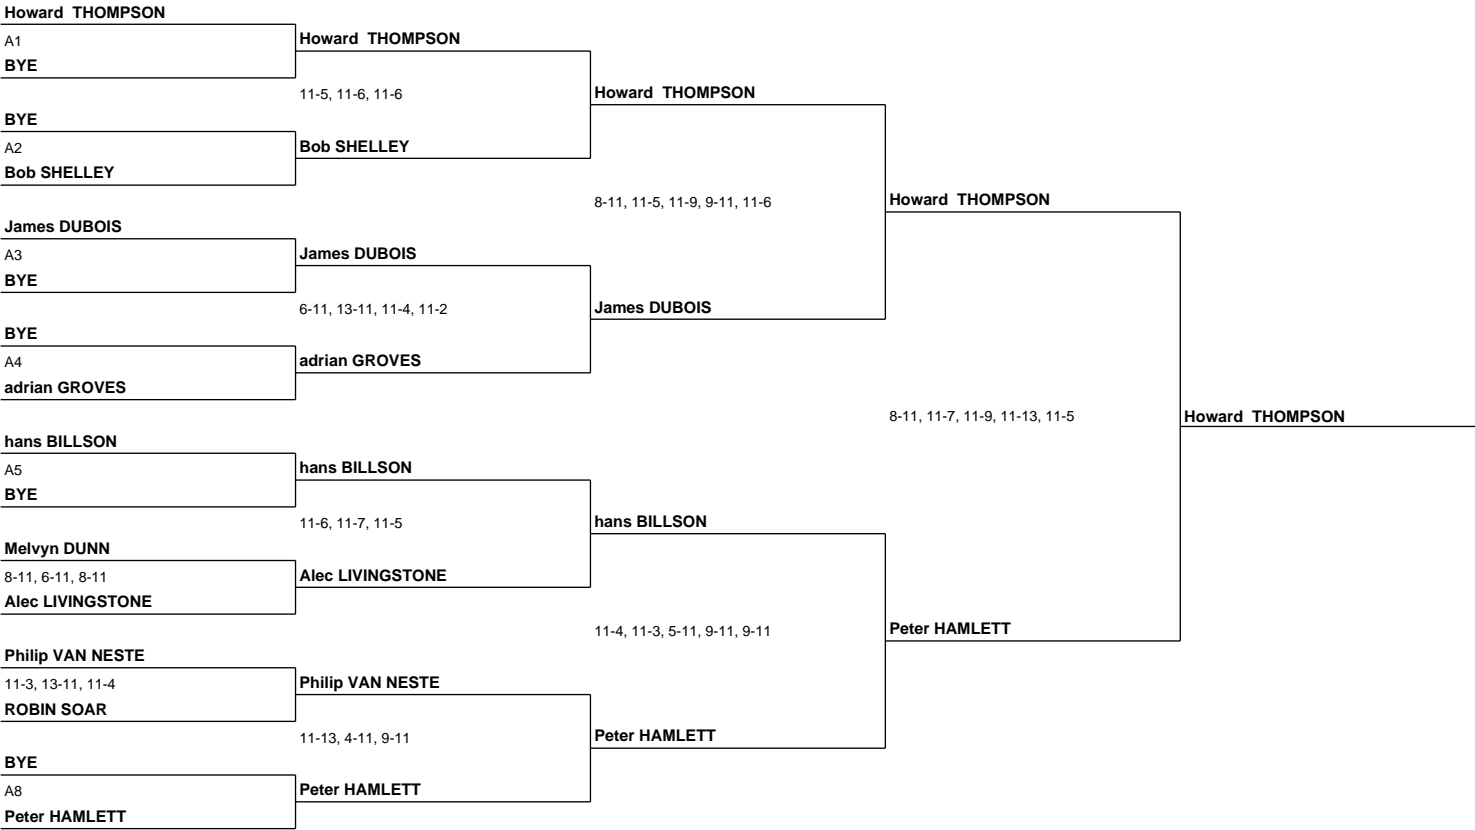 Howard  THOMPSON
A1
BYE
BYE
A2
Bob SHELLEY
James DUBOIS
A3
BYE
BYE
A4
adrian GROVES
hans BILLSON
A5
BYE
Melvyn DUNN
8-11, 6-11, 8-11
Alec LIVINGSTONE
Philip VAN NESTE
11-3, 13-11, 11-4
ROBIN SOAR
BYE
A8
Peter HAMLETT
Howard  THOMPSON
11-5, 11-6, 11-6
Bob SHELLEY
James DUBOIS
6-11, 13-11, 11-4, 11-2
adrian GROVES
hans BILLSON
11-6, 11-7, 11-5
Alec LIVINGSTONE
Philip VAN NESTE
11-13, 4-11, 9-11
Peter HAMLETT
Howard  THOMPSON
8-11, 11-5, 11-9, 9-11, 11-6
James DUBOIS
hans BILLSON
11-4, 11-3, 5-11, 9-11, 9-11
Peter HAMLETT
Howard  THOMPSON
8-11, 11-7, 11-9, 11-13, 11-5
Peter HAMLETT
Howard  THOMPSON